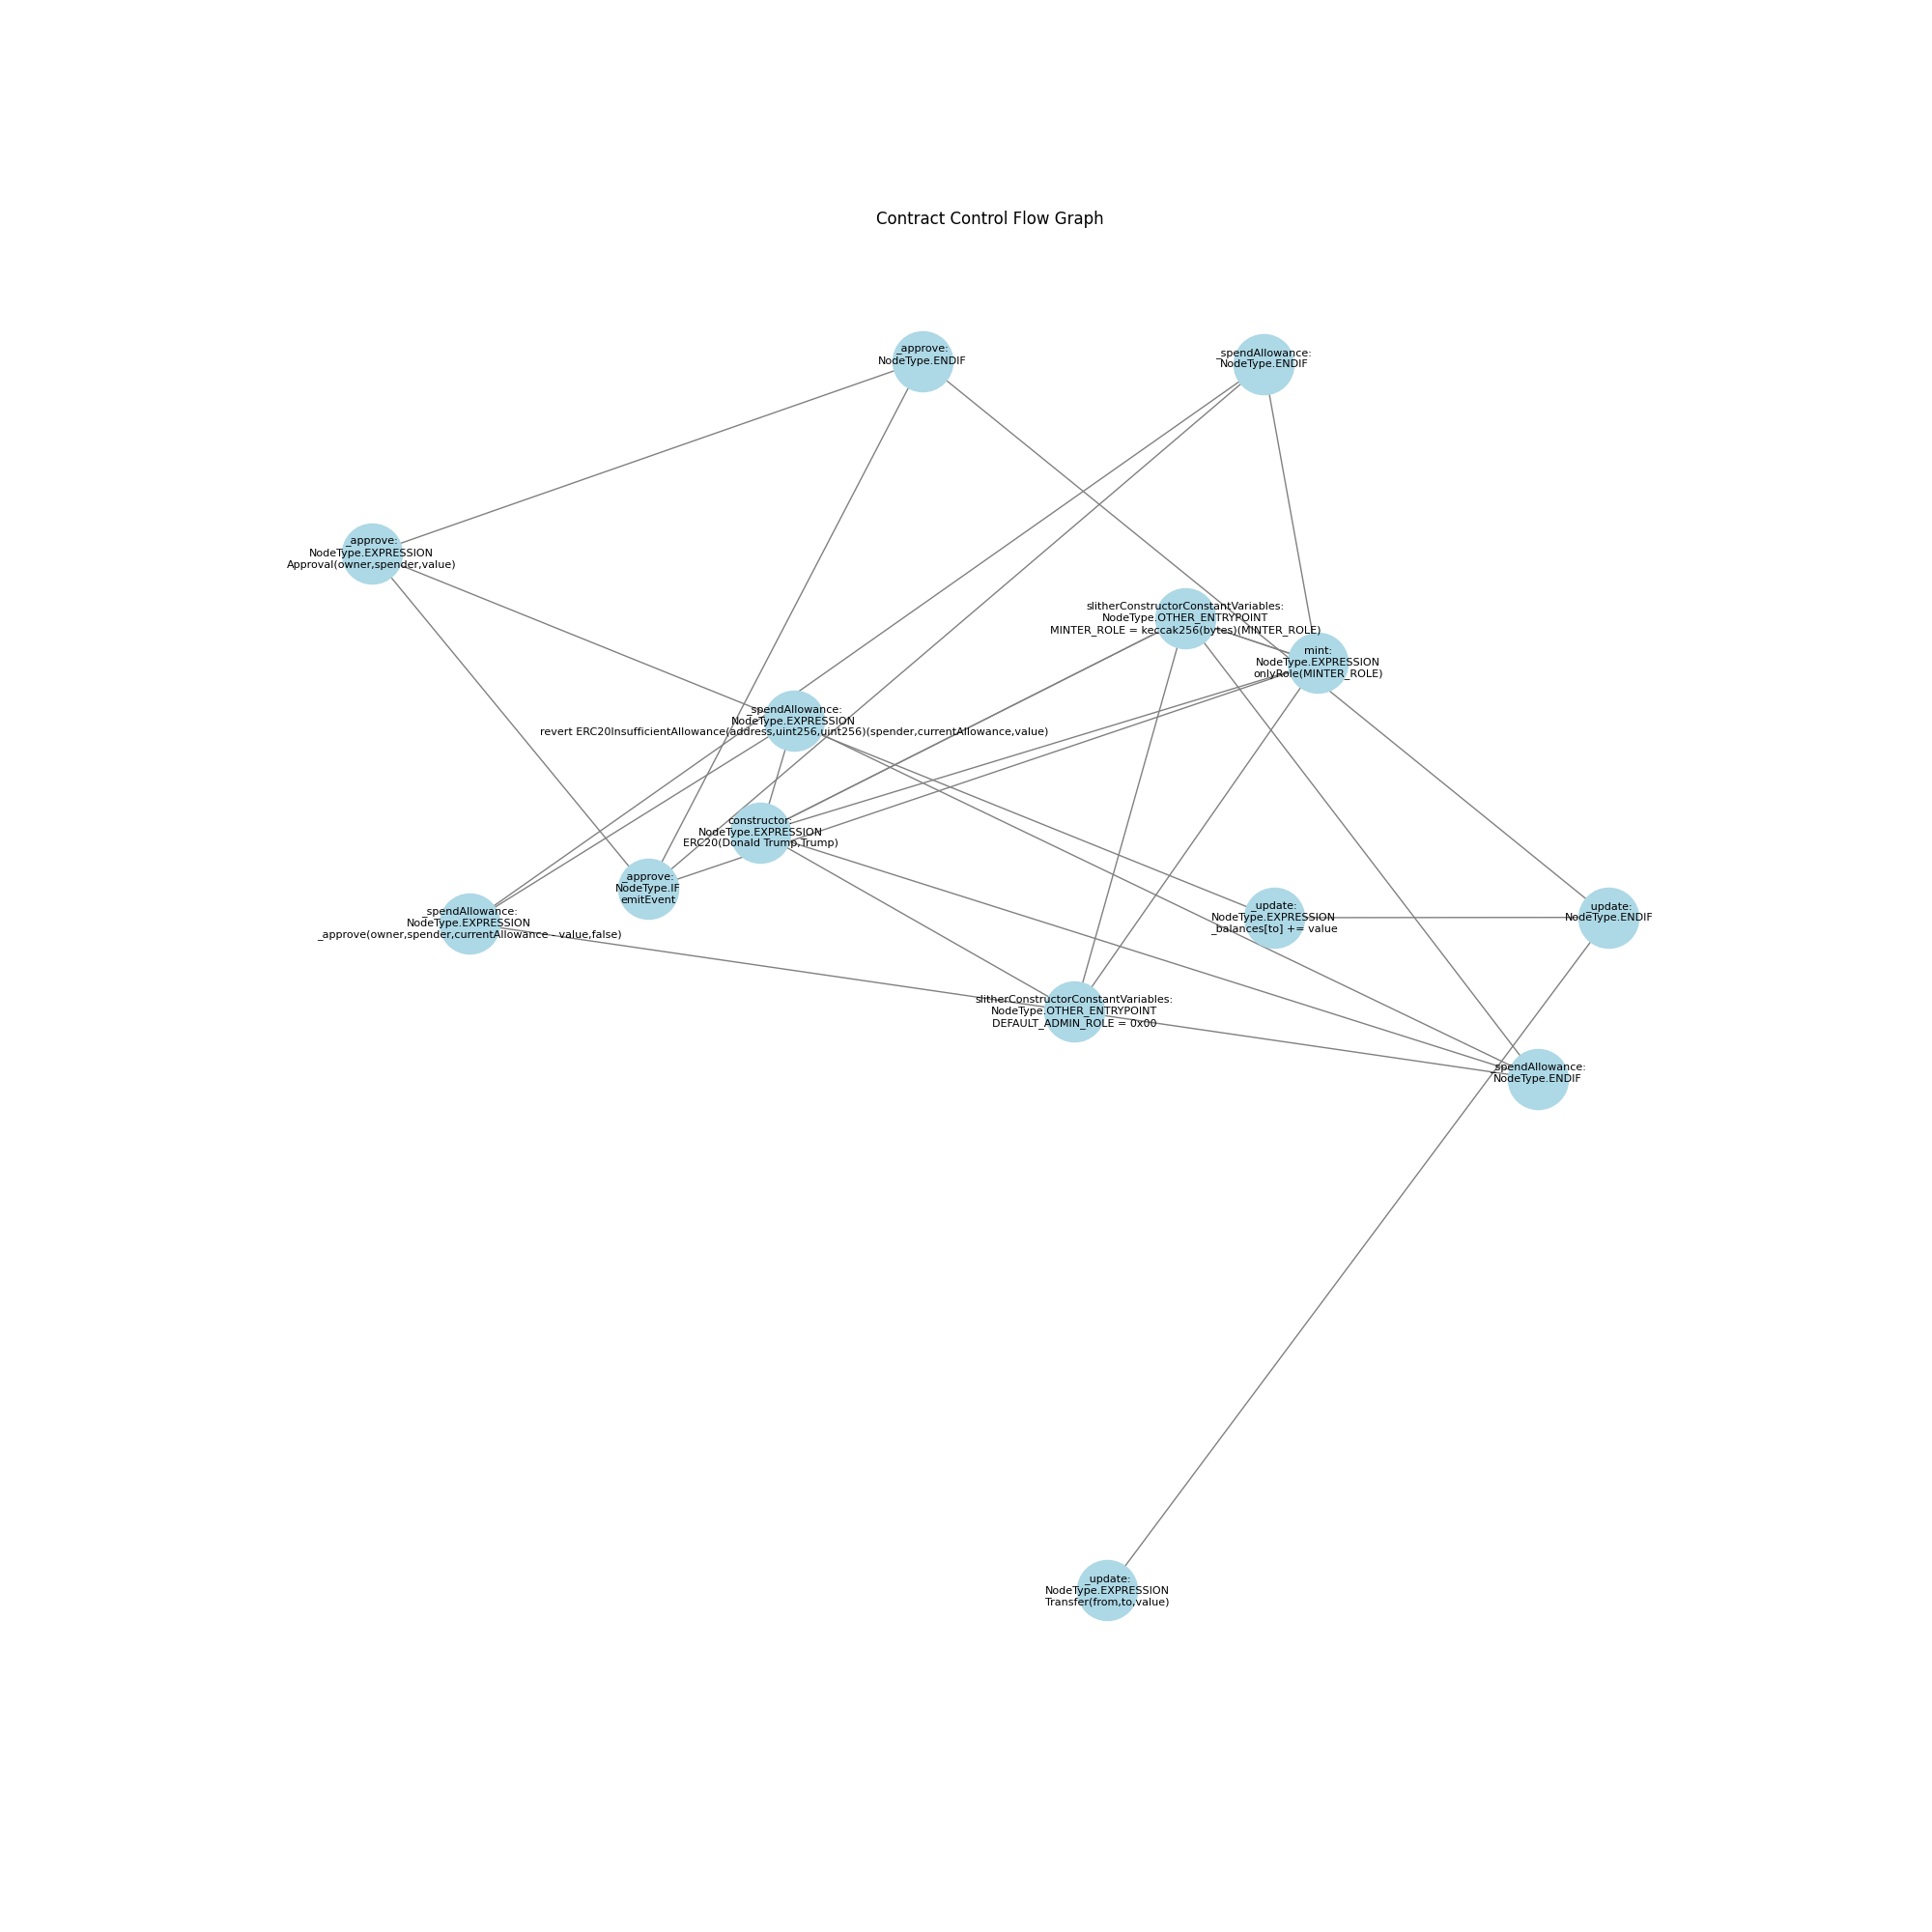 Contract Control Flow Graph
_approve:
NodeType.ENDIF
_spendAllowance:
NodeType.ENDIF
_approve:
NodeType.EXPRESSION
Approval(owner,spender,value)
slitherConstructorConstantVariables:
NodeType.OTHER_ENTRYPOINT
MINTER_ROLE = keccak256(bytes)(MINTER_ROLE)
mint:
NodeType.EXPRESSION
onlyRole(MINTER_ROLE)
_spendAllowance:
NodeType.EXPRESSION
revert ERC20InsufficientAllowance(address,uint256,uint256)(spender,currentAllowance,value)
constructor:
NodeType.EXPRESSION
ERC20(Donald Trump,Trump)
_approve:
NodeType.IF
emitEvent
_spendAllowance:
NodeType.EXPRESSION
_approve(owner,spender,currentAllowance - value,false)
_update:
NodeType.EXPRESSION
_balances[to] += value
_update:
NodeType.ENDIF
slitherConstructorConstantVariables:
NodeType.OTHER_ENTRYPOINT
DEFAULT_ADMIN_ROLE = 0x00
_spendAllowance:
NodeType.ENDIF
_update:
NodeType.EXPRESSION
Transfer(from,to,value)